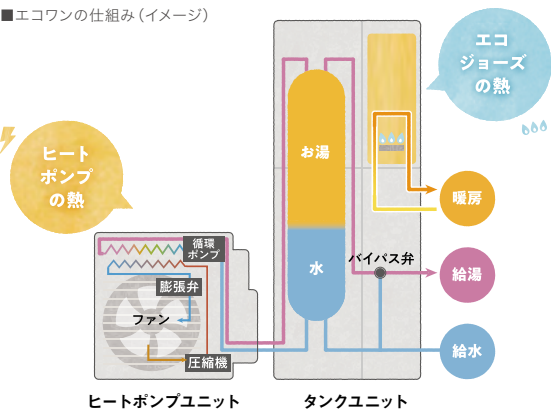 ■エコワンの仕組み（イメージ）
エコ
ジョーズ
の熱
ヒート
ポンプ
の熱
お湯
水
暖房
バイパス弁
給湯
給水
循環
ポンプ
膨張弁
ファン
圧縮機
ヒートポンプユニット
タンクユニット